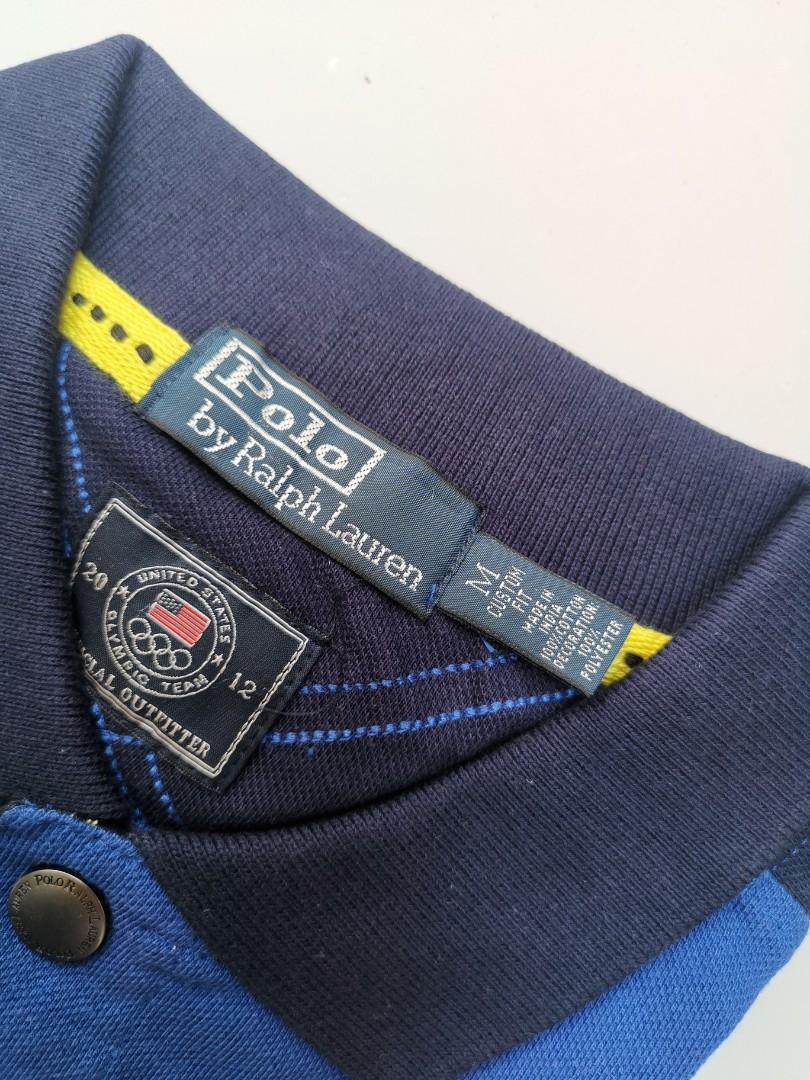 Polo
by Ralph Lauren
M
CUSTOM
FIT
MADE IN
INDIA
100% COTTON
DECORATION:
100%
POLYESTER
20
UNITED STATES
OLYMPIC TEAM
12
OUTFITTER
POLO RALPH LAUREN